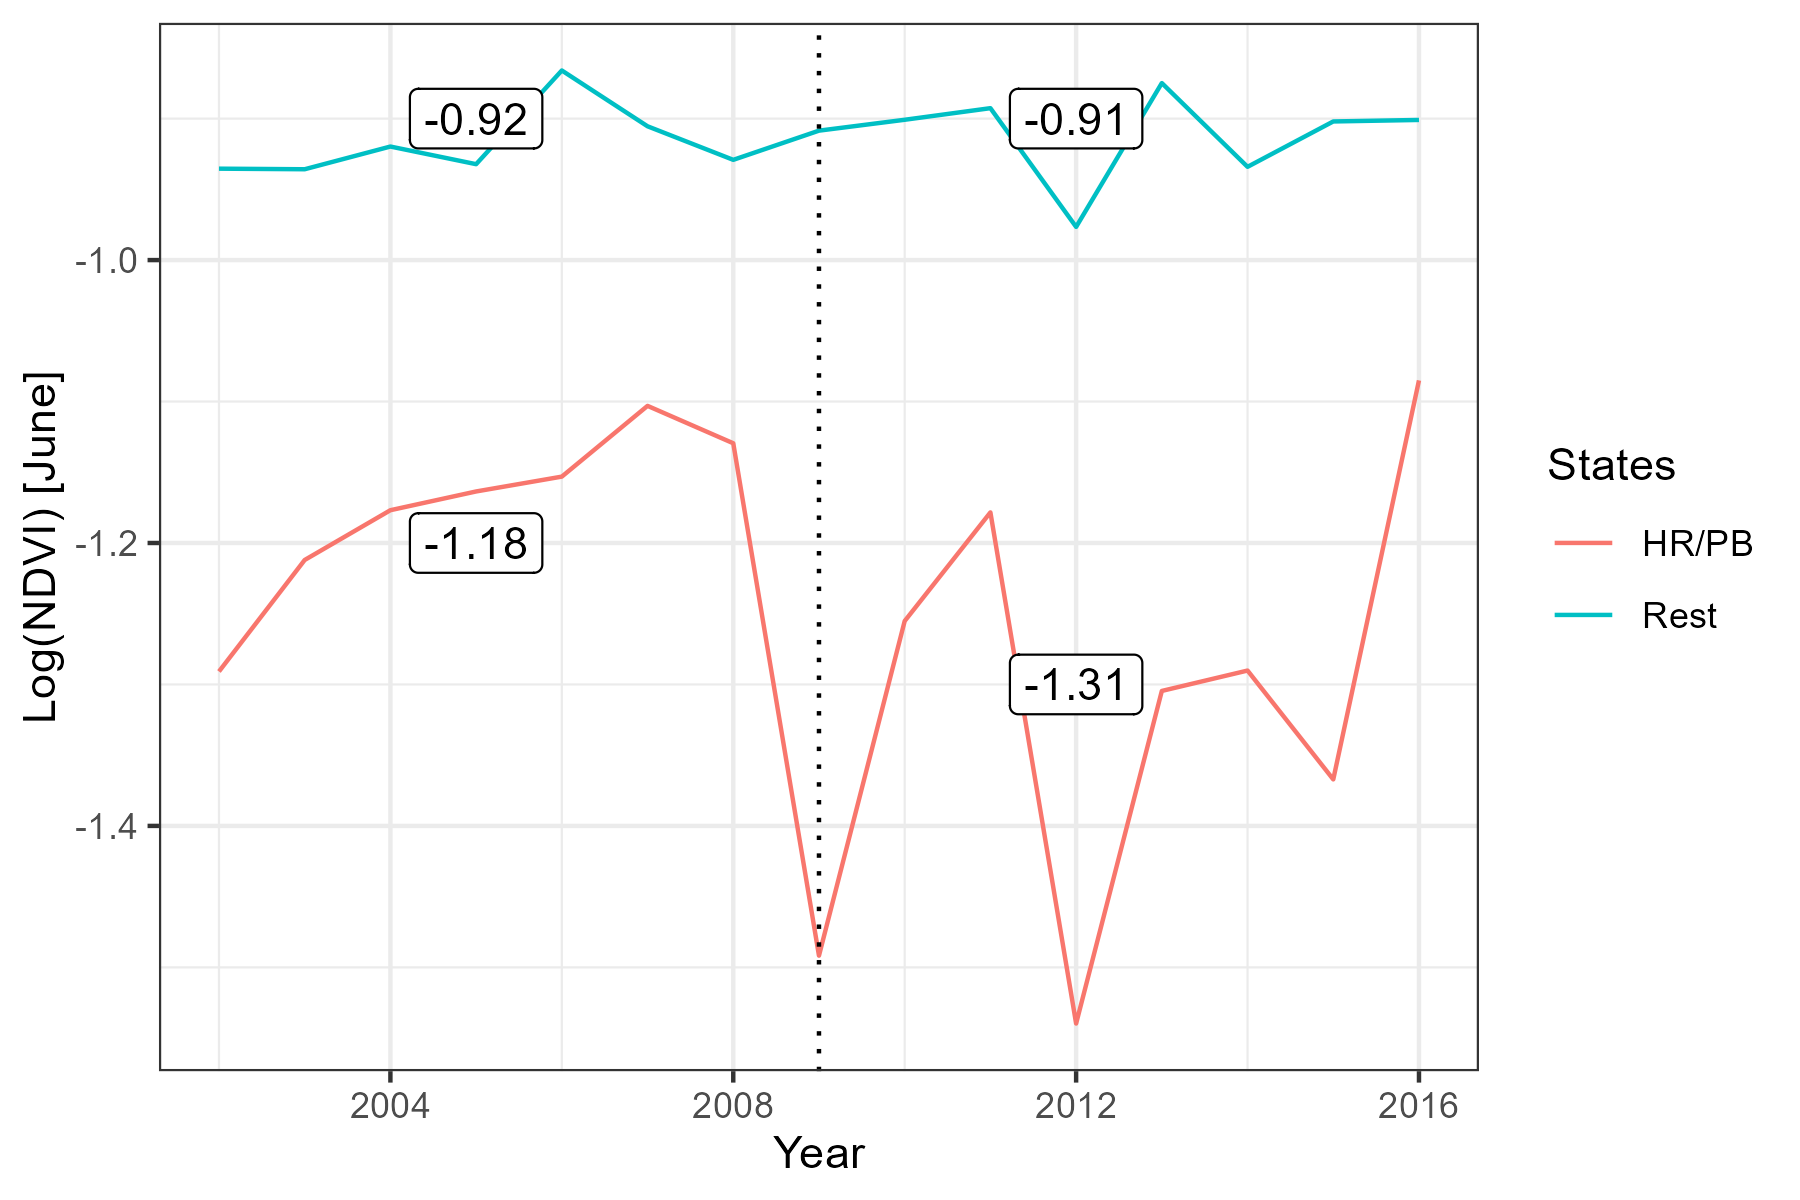 -0.92
-0.91
-1.0
-1.18
-1.2
-1.31
-1.4
Log(NDVI) [June]
2004
2008
2012
2016
Year
States
HR/PB
Rest